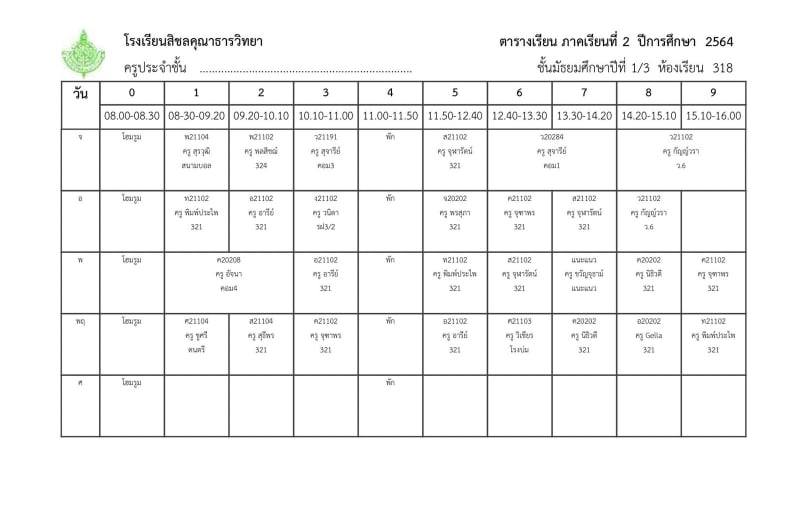 โรงเรียนสิชลคุณาธารวิทยา
ตารางเรียน ภาคเรียนที่ 2 ปีการศึกษา 2564
ครูประจำชั้น ................................................................
ชั้นมัธยมศึกษาปีที่ 1/3 ห้องเรียน 318
วัน 0 1 2 3 4 5 6 7 8 9
08.00-08.30 08-30-09.20 09.20-10.10 10.10-11.00 11.00-11.50 11.50-12.40 12.40-13.30 13.30-14.20 14.20-15.10 15.10-16.00
จ โฮมรูม พ21104 พ21102 ว21191 พัก ส21102 ว20284 ว21102
ครู สุรวุฒิ ครู พลสิชณ์ ครู สุจารีย์ ครู จุฬารัตน์ ครู สุจารีย์ ครู กัญญ์วรา
สนามบอล 324 คอม3 321 คอม1 ว.6
อ โฮมรูม ท21102 อ21102 ง21102 พัก จ20202 ค21102 ส21102 ว21102
ครู พิมพ์ประไพ ครู อารีย์ ครู วนิดา ครู พรสุภา ครู จุฑาพร ครู จุฬารัตน์ ครู กัญญ์วรา
321 321 รฝ3/2 321 321 321 ว.6
พ โฮมรูม ค20208 อ21102 พัก ท21102 ส21102 แนะแนว ค20202 ค21102
ครู อัจนา ครู อารีย์ ครู พิมพ์ประไพ ครู จุฬารัตน์ ครู ขวัญจุธาม์ ครู นิธิวดี ครู จุฑาพร
คอม4 321 321 321 แนะแนว 321 321
พฤ โฮมรูม ศ21104 ส21104 ค21102 พัก อ21102 ศ21103 ค20202 อ20202 ท21102
ครู ชูศรี ครู สุธีพร ครู จุฑาพร ครู อารีย์ ครู วิเชียร ครู นิธิวดี ครู Gella ครู พิมพ์ประไพ
ดนตรี 321 321 321 โรงบ่ม 321 321 321
ศ โฮมรูม พัก